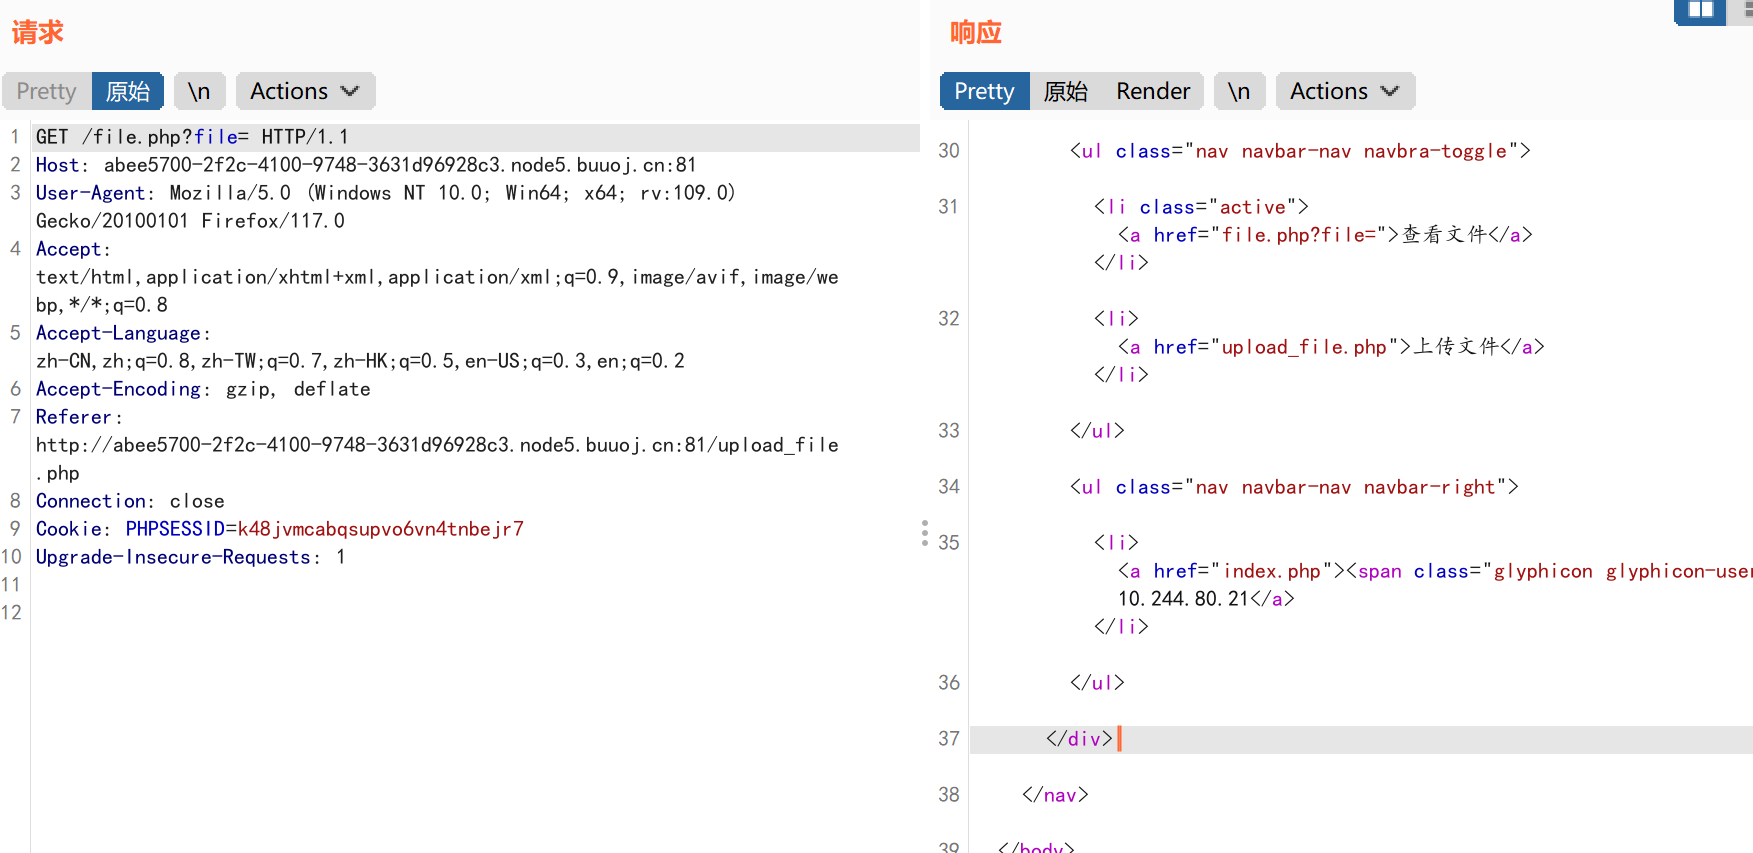 请求
Pretty 原始 \n Actions
1 GET /file.php?file= HTTP/1.1
2 Host: abee5700-2f2c-4100-9748-3631d96928c3.node5.buuoj.cn:81
3 User-Agent: Mozilla/5.0 (Windows NT 10.0; Win64; x64; rv:109.0)
Gecko/20100101 Firefox/117.0
4 Accept:
text/html,application/xhtml+xml,application/xml;q=0.9,image/avif,image/we
bp,*/*;q=0.8
5 Accept-Language:
zh-CN,zh;q=0.8,zh-TW;q=0.7,zh-HK;q=0.5,en-US;q=0.3,en;q=0.2
6 Accept-Encoding: gzip, deflate
7 Referer:
http://abee5700-2f2c-4100-9748-3631d96928c3.node5.buuoj.cn:81/upload_file
.php
8 Connection: close
9 Cookie: PHPSESSID=k48jvmcabqsupvo6vn4tnbejr7
10 Upgrade-Insecure-Requests: 1
11
12
响应
Pretty 原始 Render \n Actions
30 <ul class="nav navbar-nav navbra-toggle">
31 <li class="active">
<a href="file.php?file=">查看文件</a>
</li>
32 <li>
<a href="upload_file.php">上传文件</a>
</li>
33 </ul>
34 <ul class="nav navbar-nav navbar-right">
35 <li>
<a href="index.php"><span class="glyphicon glyphicon-user
10.244.80.21</a>
</li>
36 </ul>
37 </div>
38 </nav>
39 </body>